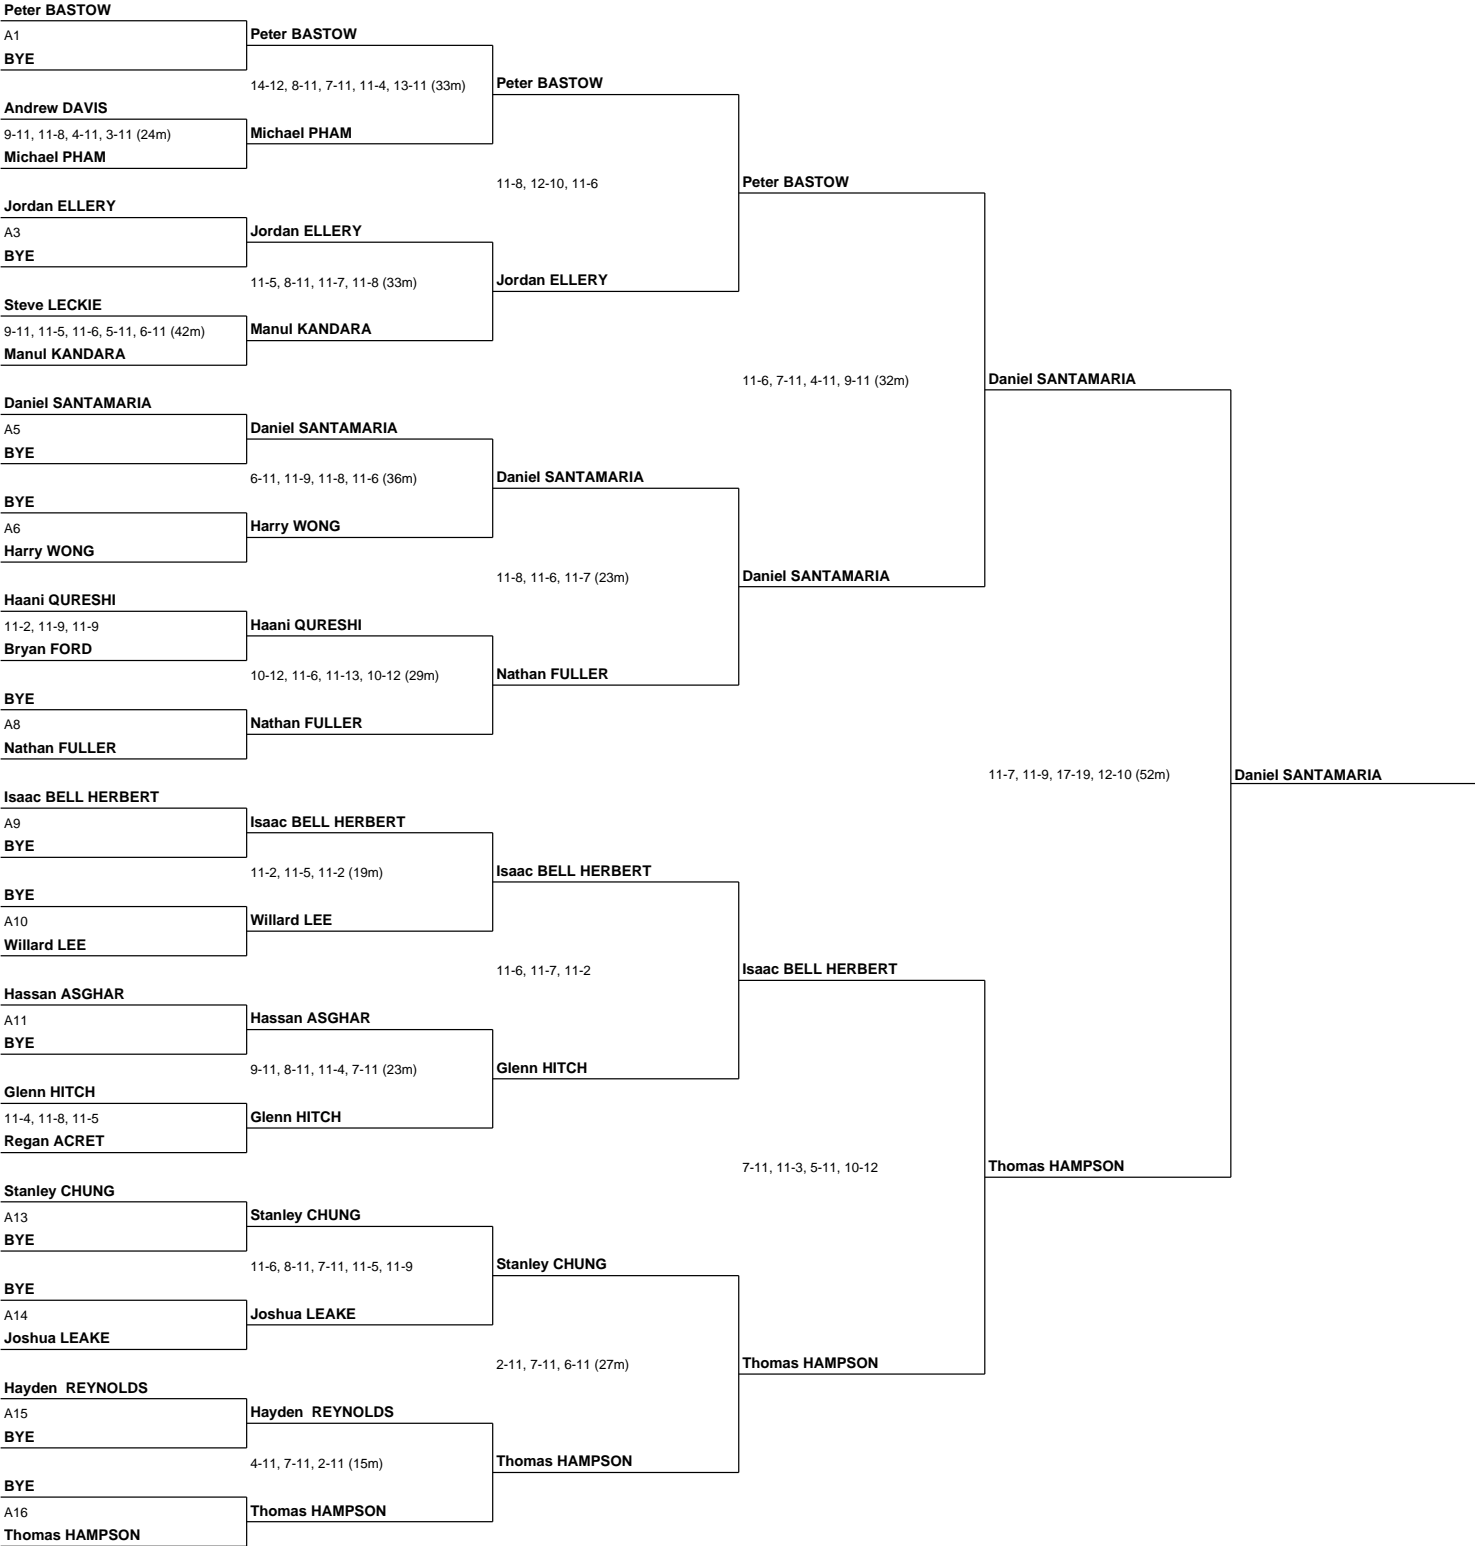 Peter BASTOW
A1
BYE
Andrew DAVIS
9-11, 11-8, 4-11, 3-11 (24m)
Michael PHAM
Jordan ELLERY
A3
BYE
Steve LECKIE
9-11, 11-5, 11-6, 5-11, 6-11 (42m)
Manul KANDARA
Daniel SANTAMARIA
A5
BYE
BYE
A6
Harry WONG
Haani QURESHI
11-2, 11-9, 11-9
Bryan FORD
BYE
A8
Nathan FULLER
Isaac BELL HERBERT
A9
BYE
BYE
A10
Willard LEE
Hassan ASGHAR
A11
BYE
Glenn HITCH
11-4, 11-8, 11-5
Regan ACRET
Stanley CHUNG
A13
BYE
BYE
A14
Joshua LEAKE
Hayden  REYNOLDS
A15
BYE
BYE
A16
Thomas HAMPSON
Peter BASTOW
14-12, 8-11, 7-11, 11-4, 13-11 (33m)
Michael PHAM
Jordan ELLERY
11-5, 8-11, 11-7, 11-8 (33m)
Manul KANDARA
Daniel SANTAMARIA
6-11, 11-9, 11-8, 11-6 (36m)
Harry WONG
Haani QURESHI
10-12, 11-6, 11-13, 10-12 (29m)
Nathan FULLER
Isaac BELL HERBERT
11-2, 11-5, 11-2 (19m)
Willard LEE
Hassan ASGHAR
9-11, 8-11, 11-4, 7-11 (23m)
Glenn HITCH
Stanley CHUNG
11-6, 8-11, 7-11, 11-5, 11-9
Joshua LEAKE
Hayden  REYNOLDS
4-11, 7-11, 2-11 (15m)
Thomas HAMPSON
Peter BASTOW
11-8, 12-10, 11-6
Jordan ELLERY
Daniel SANTAMARIA
11-8, 11-6, 11-7 (23m)
Nathan FULLER
Isaac BELL HERBERT
11-6, 11-7, 11-2
Glenn HITCH
Stanley CHUNG
2-11, 7-11, 6-11 (27m)
Thomas HAMPSON
Peter BASTOW
11-6, 7-11, 4-11, 9-11 (32m)
Daniel SANTAMARIA
Isaac BELL HERBERT
7-11, 11-3, 5-11, 10-12
Thomas HAMPSON
Daniel SANTAMARIA
11-7, 11-9, 17-19, 12-10 (52m)
Thomas HAMPSON
Daniel SANTAMARIA